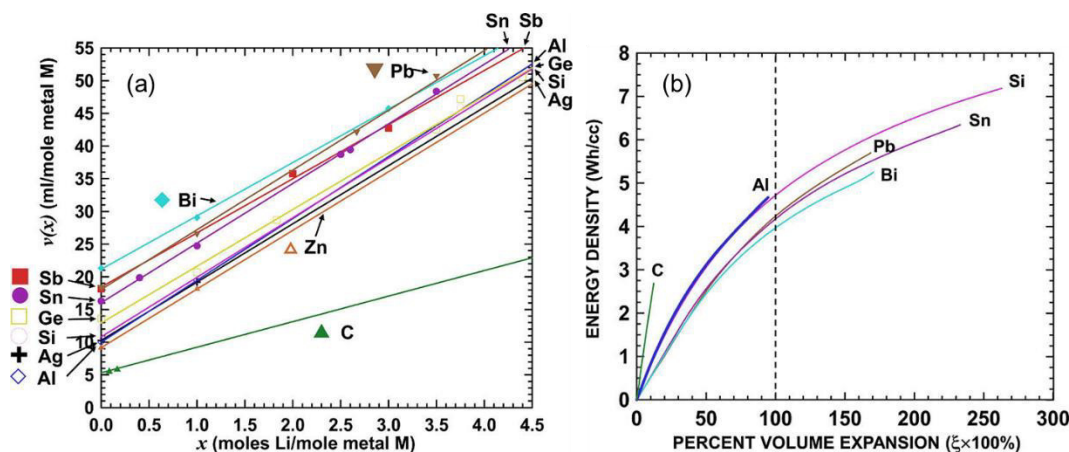 Sn Sb
55
50
45
40
35
30
25
20
15
10
5
0
v(x) (ml/mole metal M)
(a)
Pb
Al
Ge
Si
Ag
Bi
Zn
C
Sb
Sn
Ge
Si
Ag
Al
0.0 0.5 1.0 1.5 2.0 2.5 3.0 3.5 4.0 4.5
x (moles Li/mole metal M)
8
7
6
5
4
3
2
1
0
ENERGY DENSITY (Wh/cc)
(b)
Si
Sn
Pb
Bi
Al
C
0 50 100 150 200 250 300
PERCENT VOLUME EXPANSION (ξ×100%)